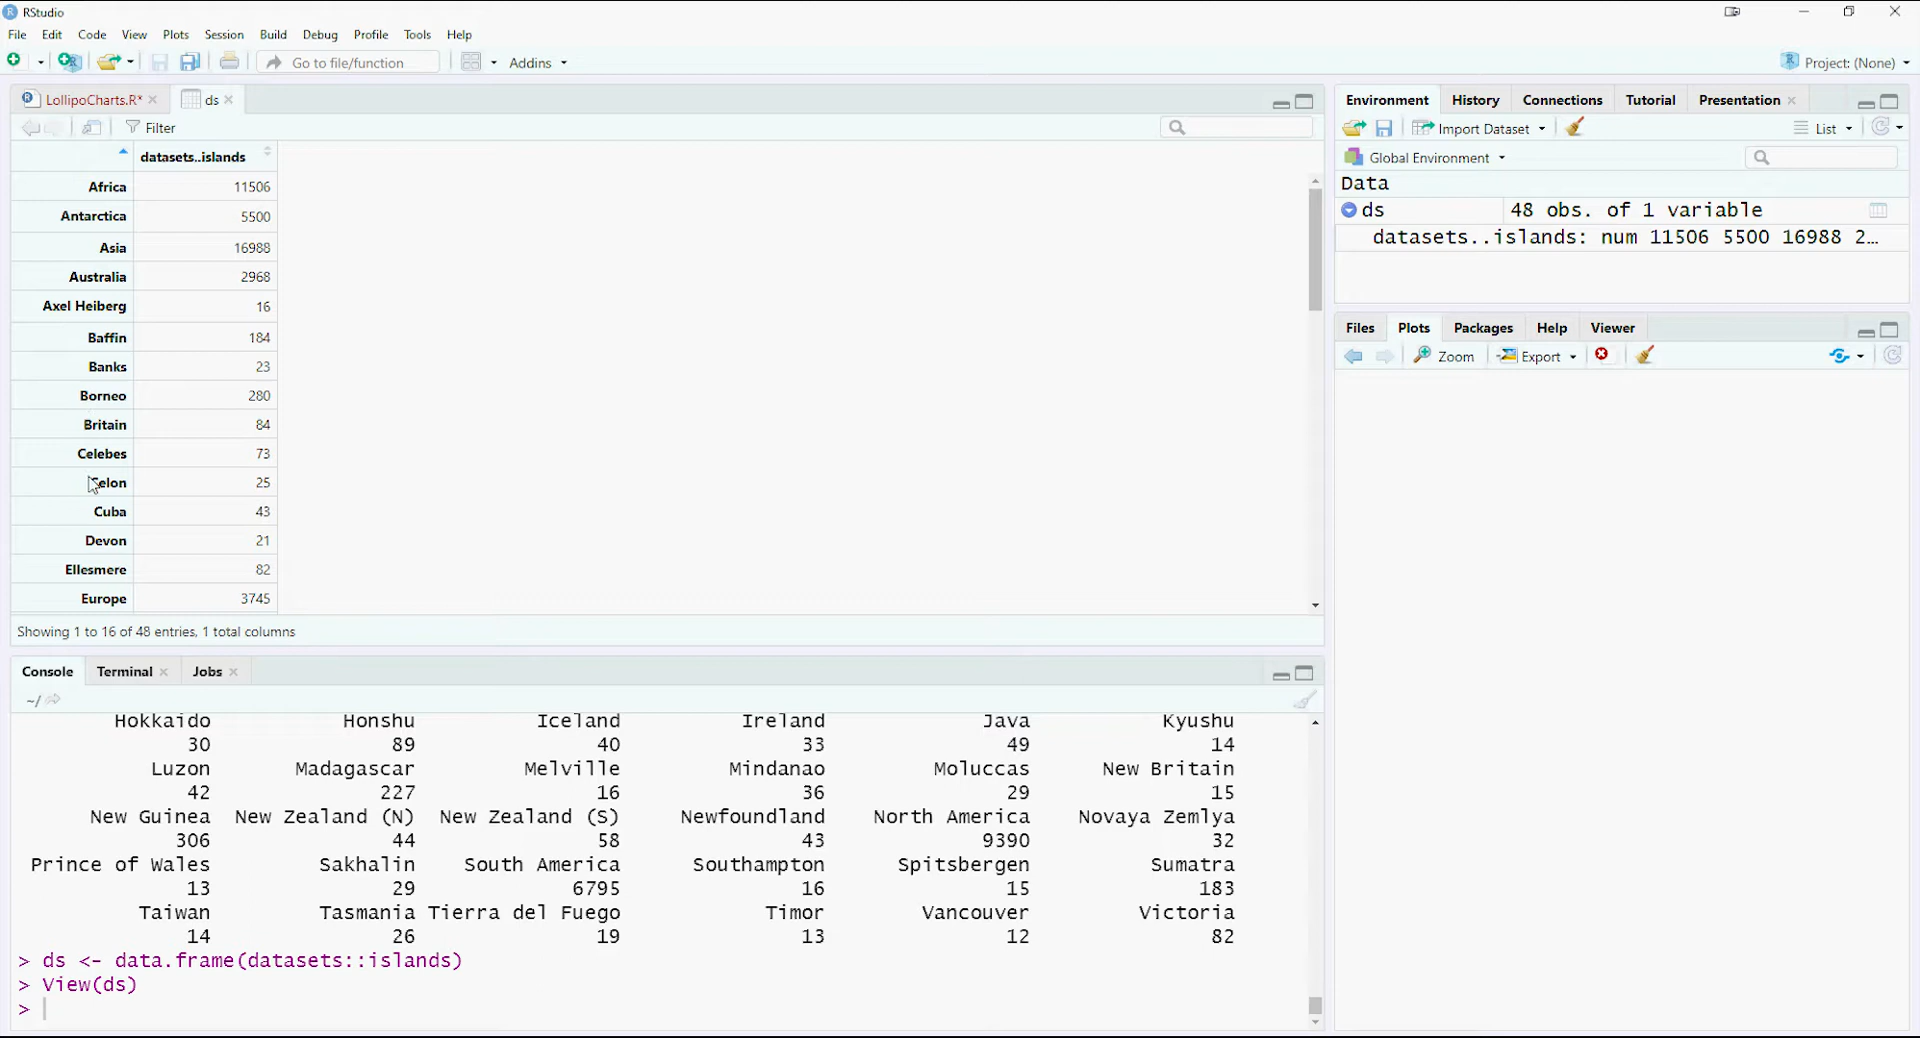 RStudio
File Edit Code View Plots Session Build Debug Profile Tools Help
Go to file/function Addins Project: (None)
LollipoCharts.R* ds
Filter
datasets..islands
Africa 11506
Antarctica 5500
Asia 16988
Australia 2968
Axel Heiberg 16
Baffin 184
Banks 23
Borneo 280
Britain 84
Celebes 73
elon 25
Cuba 43
Devon 21
Ellesmere 82
Europe 3745
Showing 1 to 16 of 48 entries, 1 total columns
Console Terminal Jobs
~/
Hokkaido Honshu Iceland Ireland Java Kyushu
30 89 40 33 49 14
Luzon Madagascar Melville Mindanao Moluccas New Britain
42 227 16 36 29 15
New Guinea New Zealand (N) New Zealand (S) Newfoundland North America Novaya Zemlya
306 44 58 43 9390 32
Prince of Wales Sakhalin South America Southampton Spitsbergen Sumatra
13 29 6795 16 15 183
Taiwan Tasmania Tierra del Fuego Timor Vancouver Victoria
14 26 19 13 12 82
> ds <- data.frame(datasets::islands)
> View(ds)
>
Environment History Connections Tutorial Presentation
Import Dataset List
Global Environment
Data
ds 48 obs. of 1 variable
datasets..islands: num 11506 5500 16988 2…
Files Plots Packages Help Viewer
Zoom Export